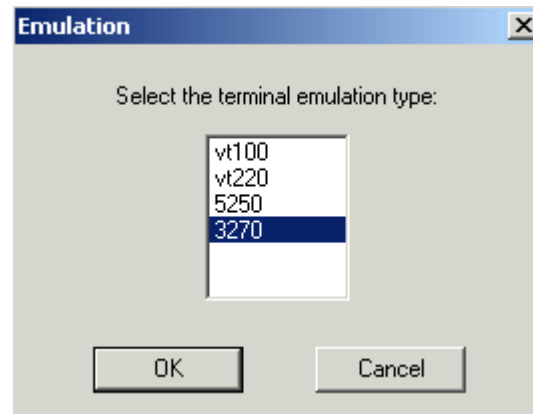 Emulation
Select the terminal emulation type:
vt100
vt220
5250
3270
OK Cancel